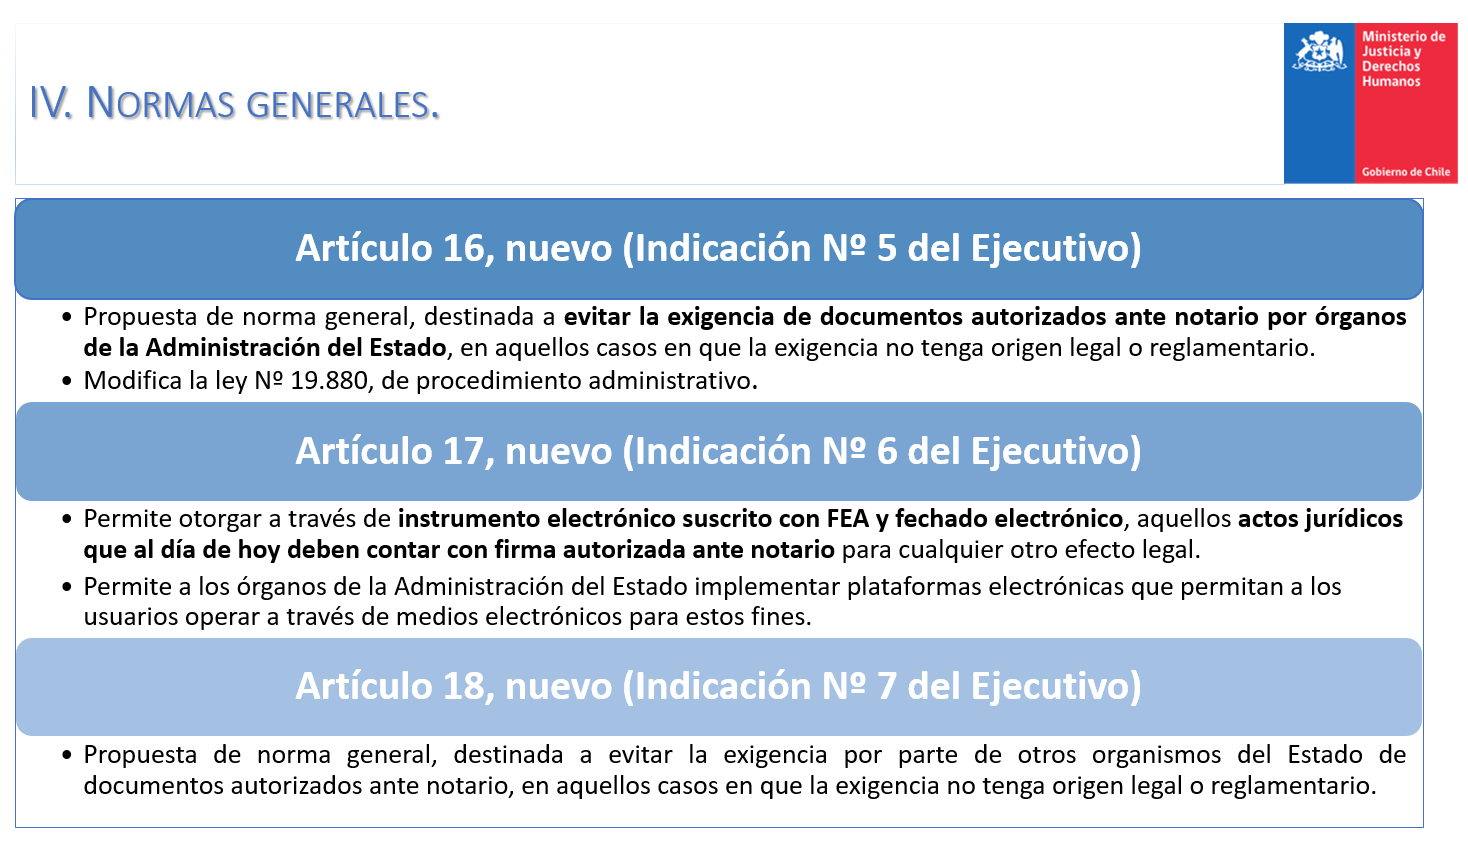 IV. NORMAS GENERALES.
Ministerio de
Justicia y
Derechos
Humanos
Gobierno de Chile
Artículo 16, nuevo (Indicación Nº 5 del Ejecutivo)
• Propuesta de norma general, destinada a evitar la exigencia de documentos autorizados ante notario por órganos
de la Administración del Estado, en aquellos casos en que la exigencia no tenga origen legal o reglamentario.
• Modifica la ley Nº 19.880, de procedimiento administrativo.
Artículo 17, nuevo (Indicación Nº 6 del Ejecutivo)
• Permite otorgar a través de instrumento electrónico suscrito con FEA y fechado electrónico, aquellos actos jurídicos
que al día de hoy deben contar con firma autorizada ante notario para cualquier otro efecto legal.
• Permite a los órganos de la Administración del Estado implementar plataformas electrónicas que permitan a los
usuarios operar a través de medios electrónicos para estos fines.
Artículo 18, nuevo (Indicación Nº 7 del Ejecutivo)
• Propuesta de norma general, destinada a evitar la exigencia por parte de otros organismos del Estado de
documentos autorizados ante notario, en aquellos casos en que la exigencia no tenga origen legal o reglamentario.